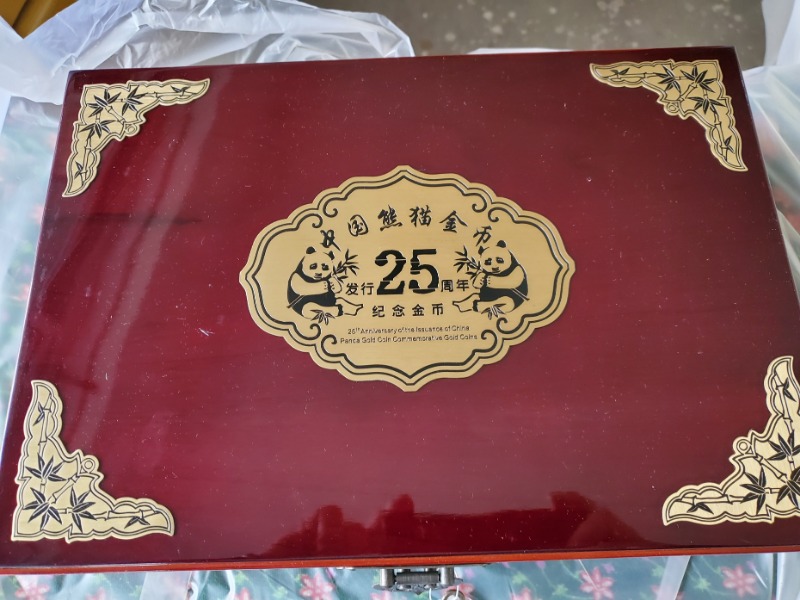 中国熊猫金币
发行25周年
纪念金币
25th Anniversary of the Issuance of China
Panda Gold Coin Commemorative Gold Coins